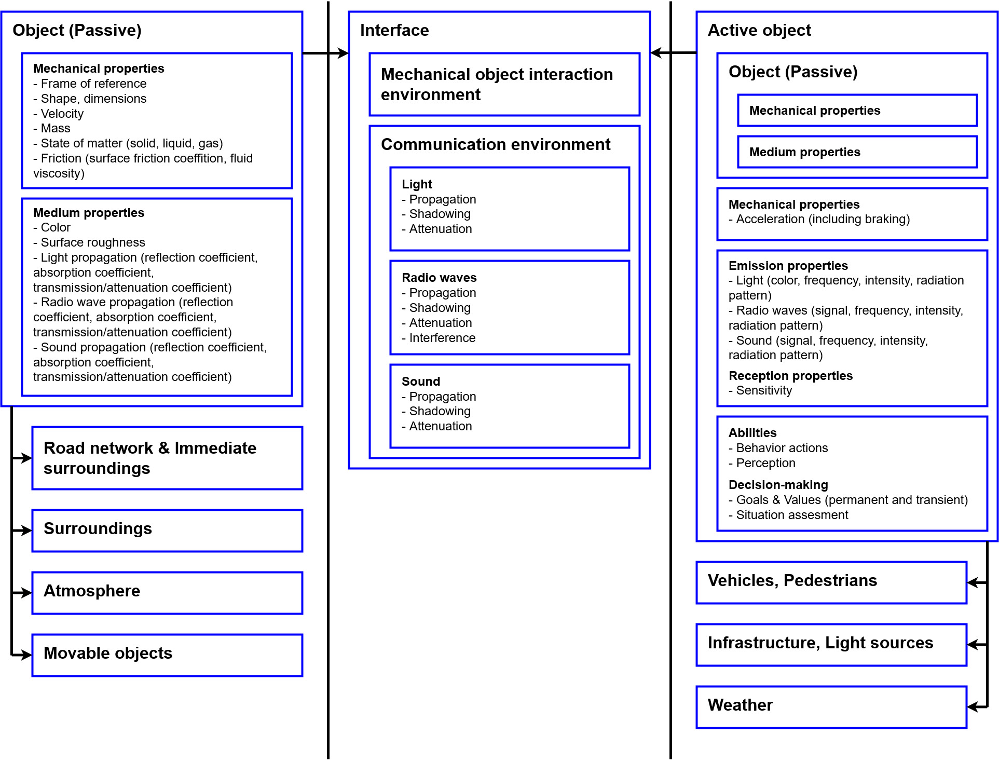 Object (Passive)
Mechanical properties
- Frame of reference
- Shape, dimensions
- Velocity
- Mass
- State of matter (solid, liquid, gas)
- Friction (surface friction coeffition, fluid
viscosity)
Medium properties
- Color
- Surface roughness
- Light propagation (reflection coefficient,
absorption coefficient,
transmission/attenuation coefficient)
- Radio wave propagation (reflection
coefficient, absorption coefficient,
transmission/attenuation coefficient)
- Sound propagation (reflection coefficient,
absorption coefficient,
transmission/attenuation coefficient)
Road network & Immediate
surroundings
Surroundings
Atmosphere
Movable objects
Interface
Mechanical object interaction
environment
Communication environment
Light
- Propagation
- Shadowing
- Attenuation
Radio waves
- Propagation
- Shadowing
- Attenuation
- Interference
Sound
- Propagation
- Shadowing
- Attenuation
Active object
Object (Passive)
Mechanical properties
Medium properties
Mechanical properties
- Acceleration (including braking)
Emission properties
- Light (color, frequency, intensity, radiation
pattern)
- Radio waves (signal, frequency, intensity,
radiation pattern)
- Sound (signal, frequency, intensity,
radiation pattern)
Reception properties
- Sensitivity
Abilities
- Behavior actions
- Perception
Decision-making
- Goals & Values (permanent and transient)
- Situation assesment
Vehicles, Pedestrians
Infrastructure, Light sources
Weather